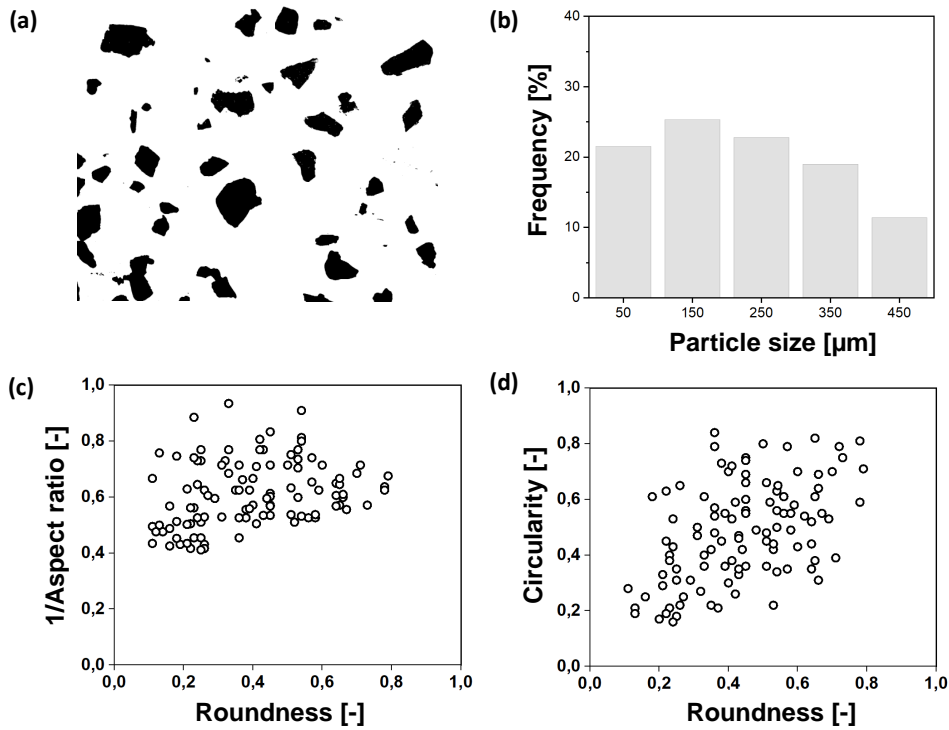 (a)
(b)
40
30
20
10
0
Frequency [%]
50 150 250 350 450
Particle size [µm]
(c)
1,0
0,8
0,6
0,4
0,2
0,0
1/Aspect ratio [-]
0,0 0,2 0,4 0,6 0,8 1,0
Roundness [-]
(d)
1,0
0,8
0,6
0,4
0,2
0,0
Circularity [-]
0,0 0,2 0,4 0,6 0,8 1,0
Roundness [-]